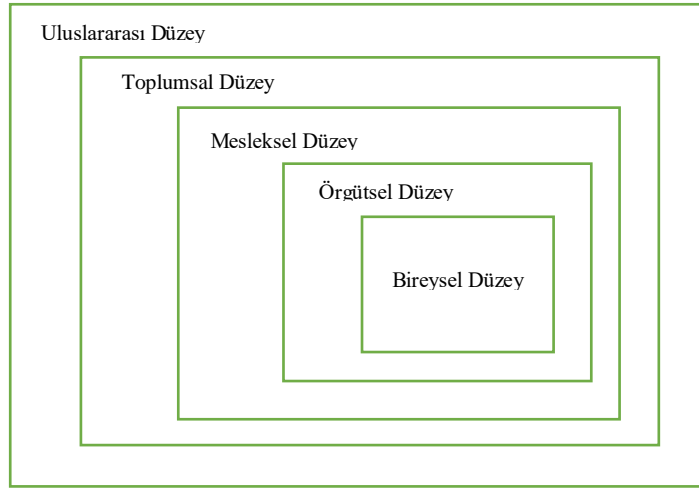 Uluslararası Düzey
Toplumsal Düzey
Mesleksel Düzey
Örgütsel Düzey
Bireysel Düzey